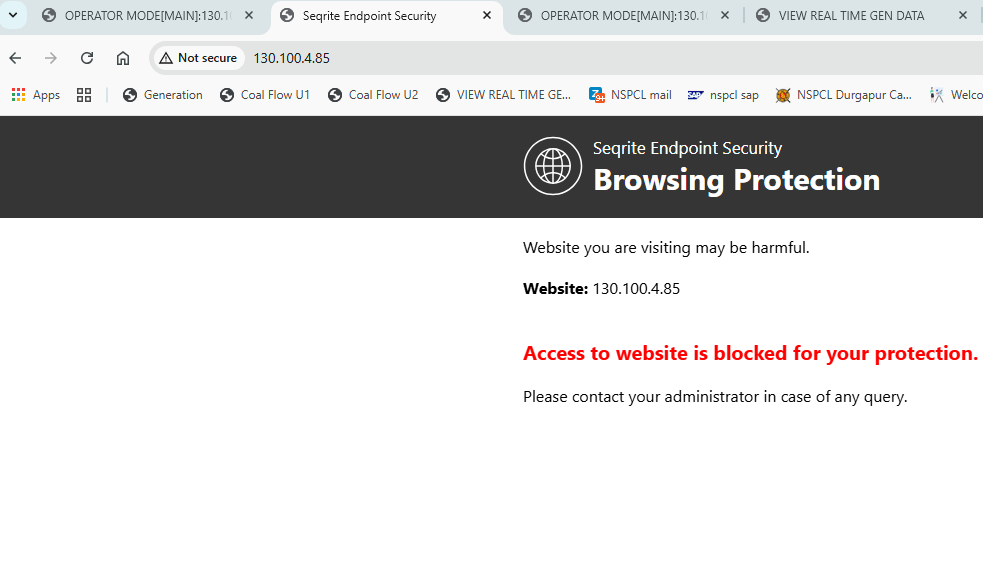 OPERATOR MODE[MAIN]:130.1
Seqrite Endpoint Security
OPERATOR MODE[MAIN]:130.1
VIEW REAL TIME GEN DATA
Not secure
130.100.4.85
Apps
Generation
Coal Flow U1
Coal Flow U2
VIEW REAL TIME GE...
NSPCL mail
SAP
nspcl sap
NSPCL Durgapur Ca...
Welco
Seqrite Endpoint Security
Browsing Protection
Website you are visiting may be harmful.
Website: 130.100.4.85
Access to website is blocked for your protection.
Please contact your administrator in case of any query.